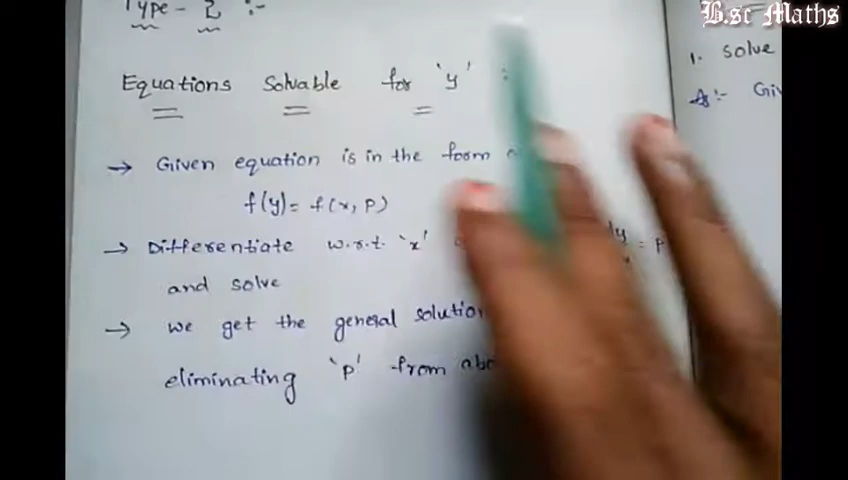 Type - 2 :-
Equations Solvable for 'y' :
→ Given equation is in the form
f(y) = f(x, p)
→ Differentiate w.r.t. 'x' = p
and solve
→ we get the general solution
eliminating 'p' from
B.sc Maths
1. solve
A:-